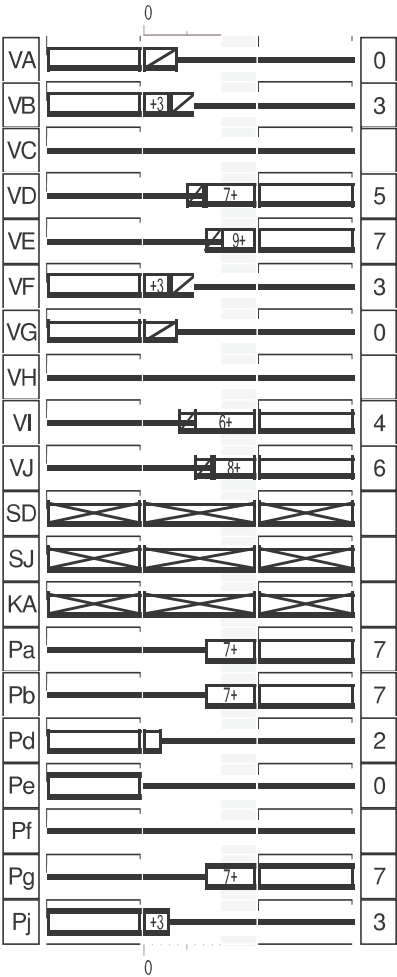 0
VA 0
VB +3 3
VC
VD 7+ 5
VE 9+ 7
VF +3 3
VG 0
VH
VI 6+ 4
VJ 8+ 6
SD
SJ
KA
Pa 7+ 7
Pb 7+ 7
Pd 2
Pe 0
Pf
Pg 7+ 7
Pj +3 3
0